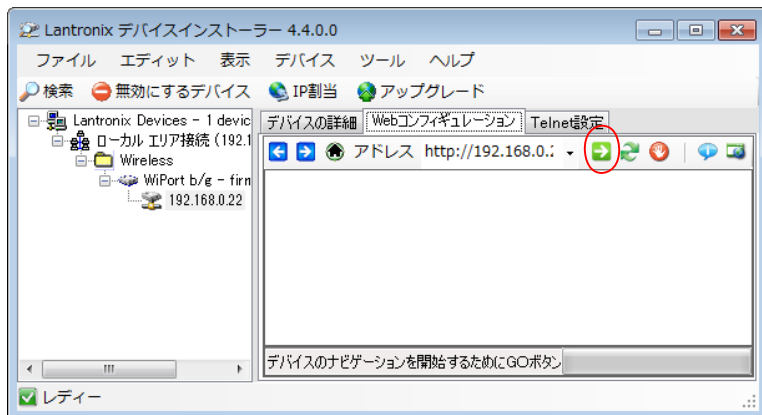 Lantronix デバイスインストーラー 4.4.0.0
ファイル エディット 表示 デバイス ツール ヘルプ
検索 無効にするデバイス IP割当 アップグレード
Lantronix Devices - 1 devic
ローカル エリア接続 (192.1
Wireless
WiPort b/g - firn
192.168.0.22
デバイスの詳細 Webコンフィギュレーション Telnet設定
アドレス http://192.168.0.2
デバイスのナビゲーションを開始するためにGOボタン
レディー